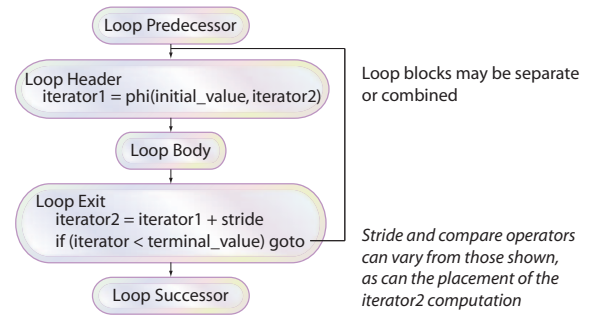 Loop Predecessor
Loop Header
iterator1 = phi(initial_value, iterator2)
Loop blocks may be separate
or combined
Loop Body
Loop Exit
iterator2 = iterator1 + stride
if (iterator < terminal_value) goto
Stride and compare operators
can vary from those shown,
as can the placement of the
iterator2 computation
Loop Successor